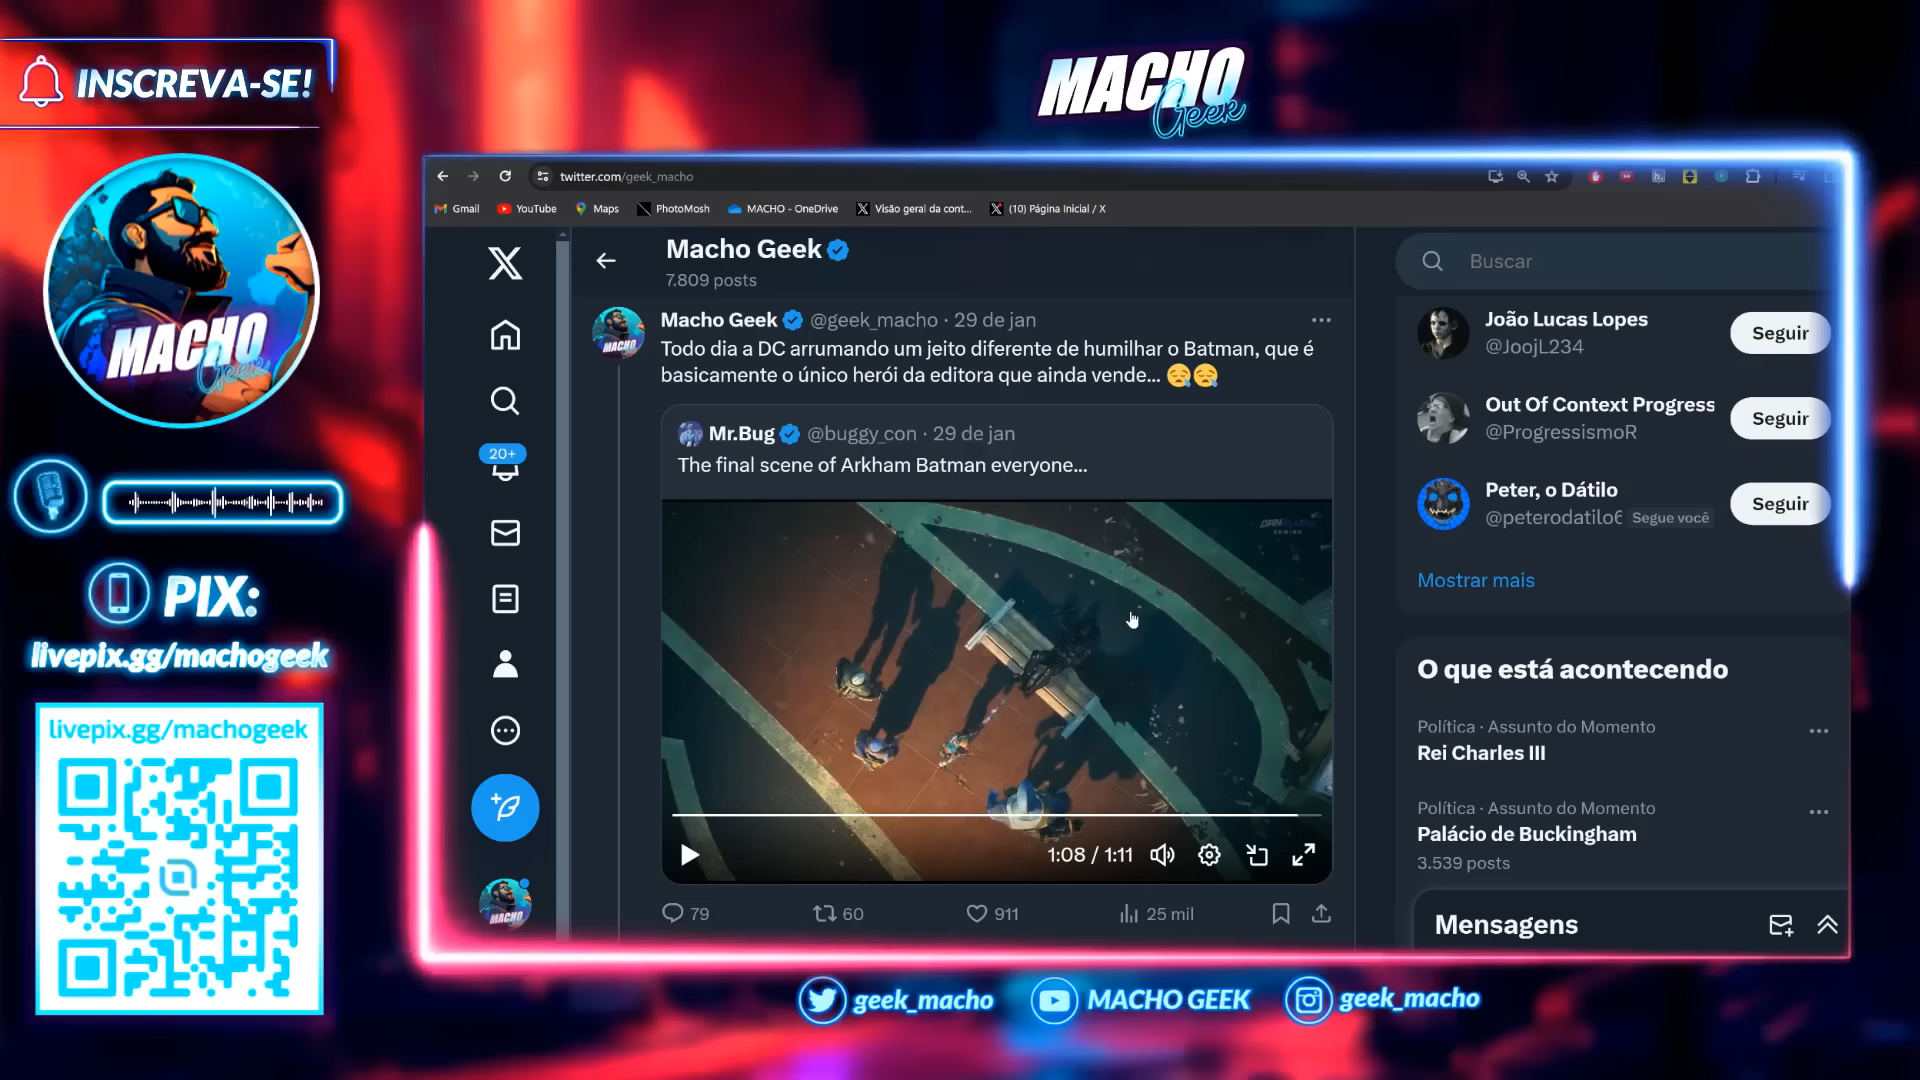 INSCREVA-SE!
MACHO
Geek
MACHO
Geek
PIX:
livepix.gg/machogeek
livepix.gg/machogeek
twitter.com/geek_macho
Gmail
YouTube
Maps
PhotoMosh
MACHO - OneDrive
Visão geral da cont...
(10) Página Inicial / X
20+
MACHO
Macho Geek
7.809 posts
MACHO
Macho Geek @geek_macho · 29 de jan
Todo dia a DC arrumando um jeito diferente de humilhar o Batman, que é
basicamente o único herói da editora que ainda vende...
Mr.Bug @buggy_con · 29 de jan
The final scene of Arkham Batman everyone...
GAMING
1:08 / 1:11
79
60
911
25 mil
Buscar
João Lucas Lopes
@JoojL234
Seguir
Out Of Context Progress
@ProgressismoR
Seguir
Peter, o Dátilo
@peterodatilo6 Segue você
Seguir
Mostrar mais
O que está acontecendo
Política · Assunto do Momento
Rei Charles III
Política · Assunto do Momento
Palácio de Buckingham
3.539 posts
Mensagens
geek_macho
MACHO GEEK
geek_macho